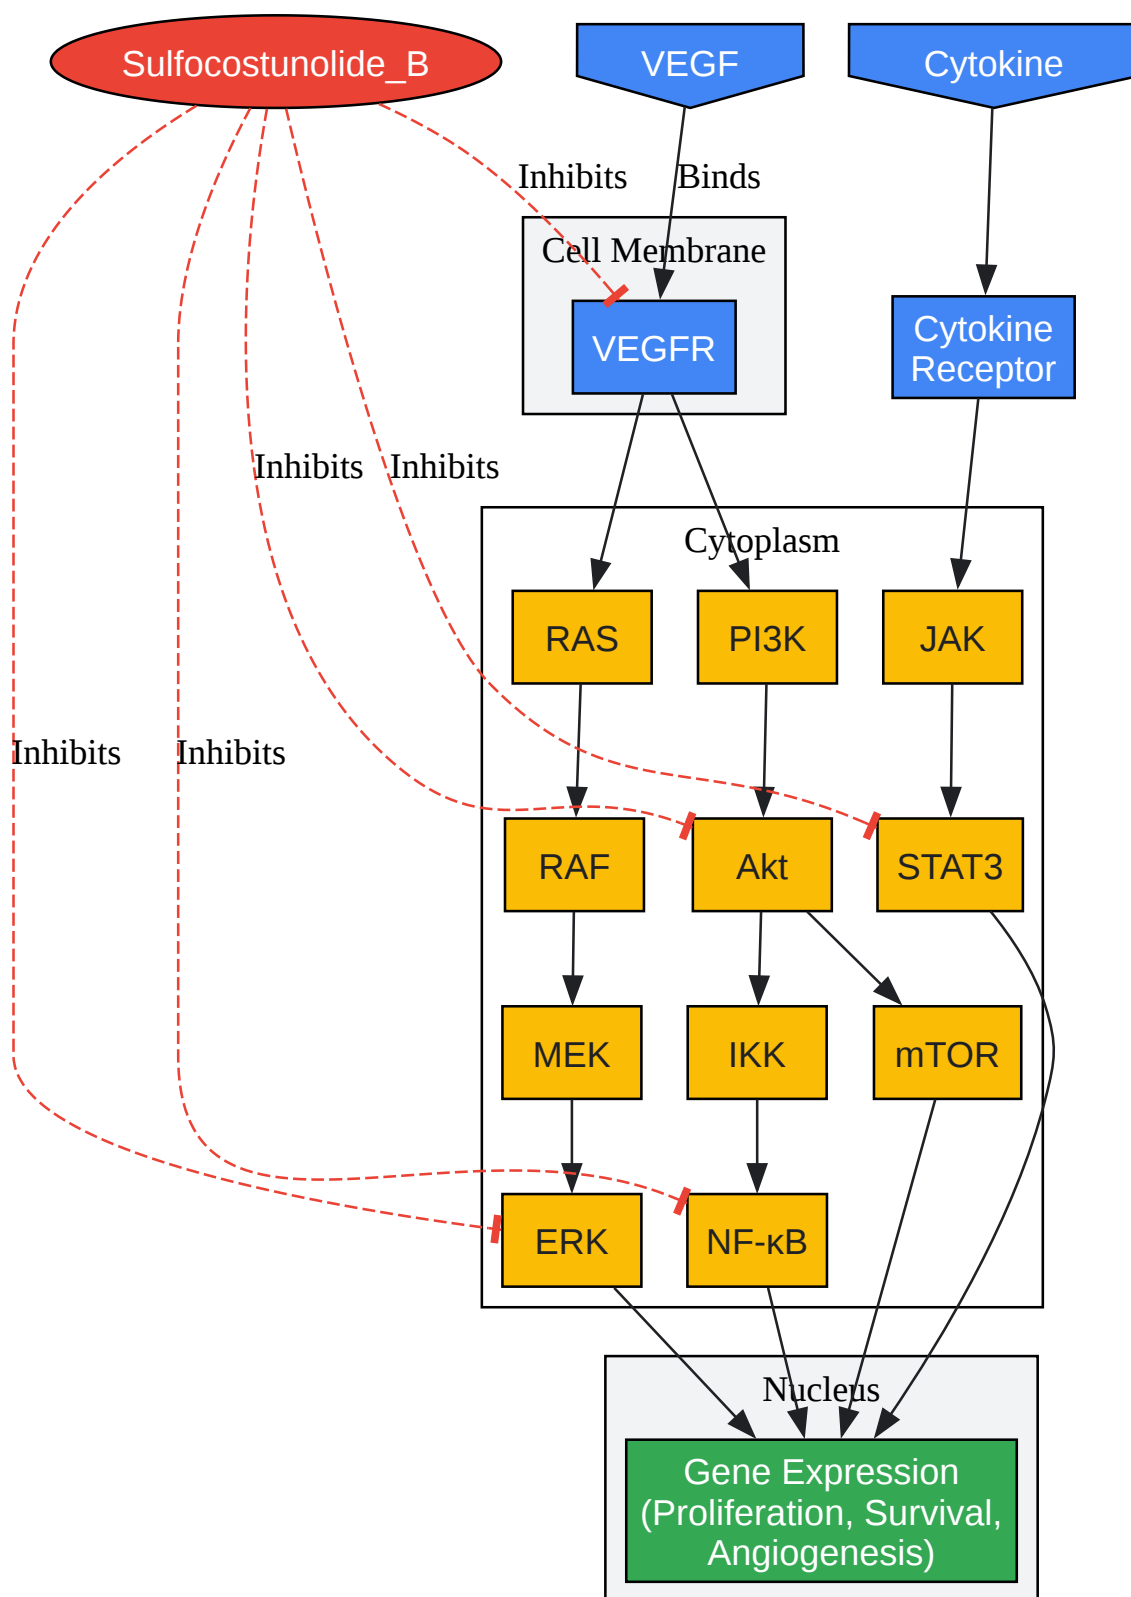 Sulfocostunolide_B
VEGF
Cytokine
Inhibits
Binds
Cell Membrane
VEGFR
Cytokine
Receptor
Inhibits
Inhibits
Cytoplasm
RAS
PI3K
JAK
Inhibits
Inhibits
RAF
Akt
STAT3
MEK
IKK
mTOR
ERK
NF-κB
Nucleus
Gene Expression
(Proliferation, Survival,
Angiogenesis)